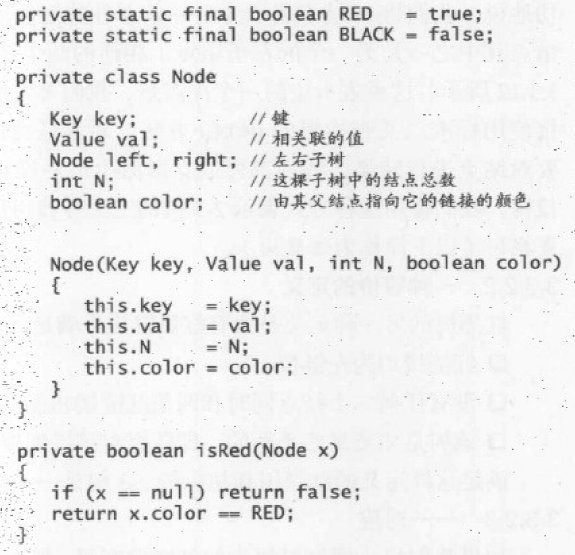 private static final boolean RED = true;
private static final boolean BLACK = false;
private class Node
{
Key key; //键
Value val; //相关联的值
Node left, right; //左右子树
int N; //这棵子树中的结点总数
boolean color; //由其父结点指向它的链接的颜色
Node(Key key, Value val, int N, boolean color)
{
this.key = key;
this.val = val;
this.N = N;
this.color = color;
}
}
private boolean isRed(Node x)
{
if (x == null) return false;
return x.color == RED;
}